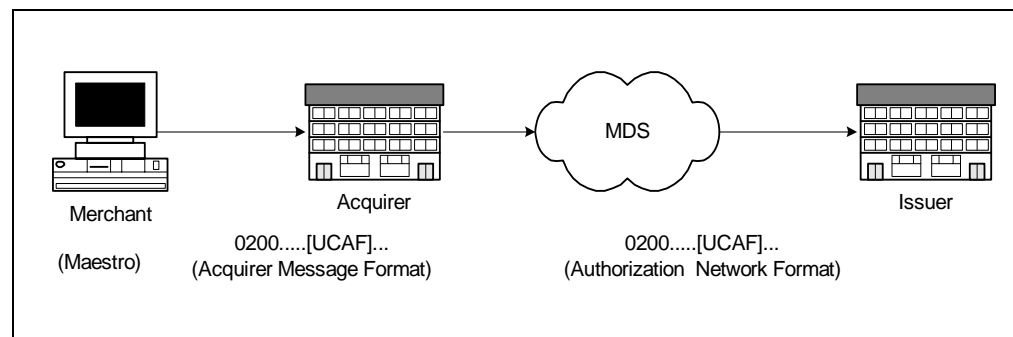 MDS
Merchant
Acquirer
Issuer
(Maestro)
0200.....[UCAF]...
(Acquirer Message Format)
0200.....[UCAF]...
(Authorization Network Format)